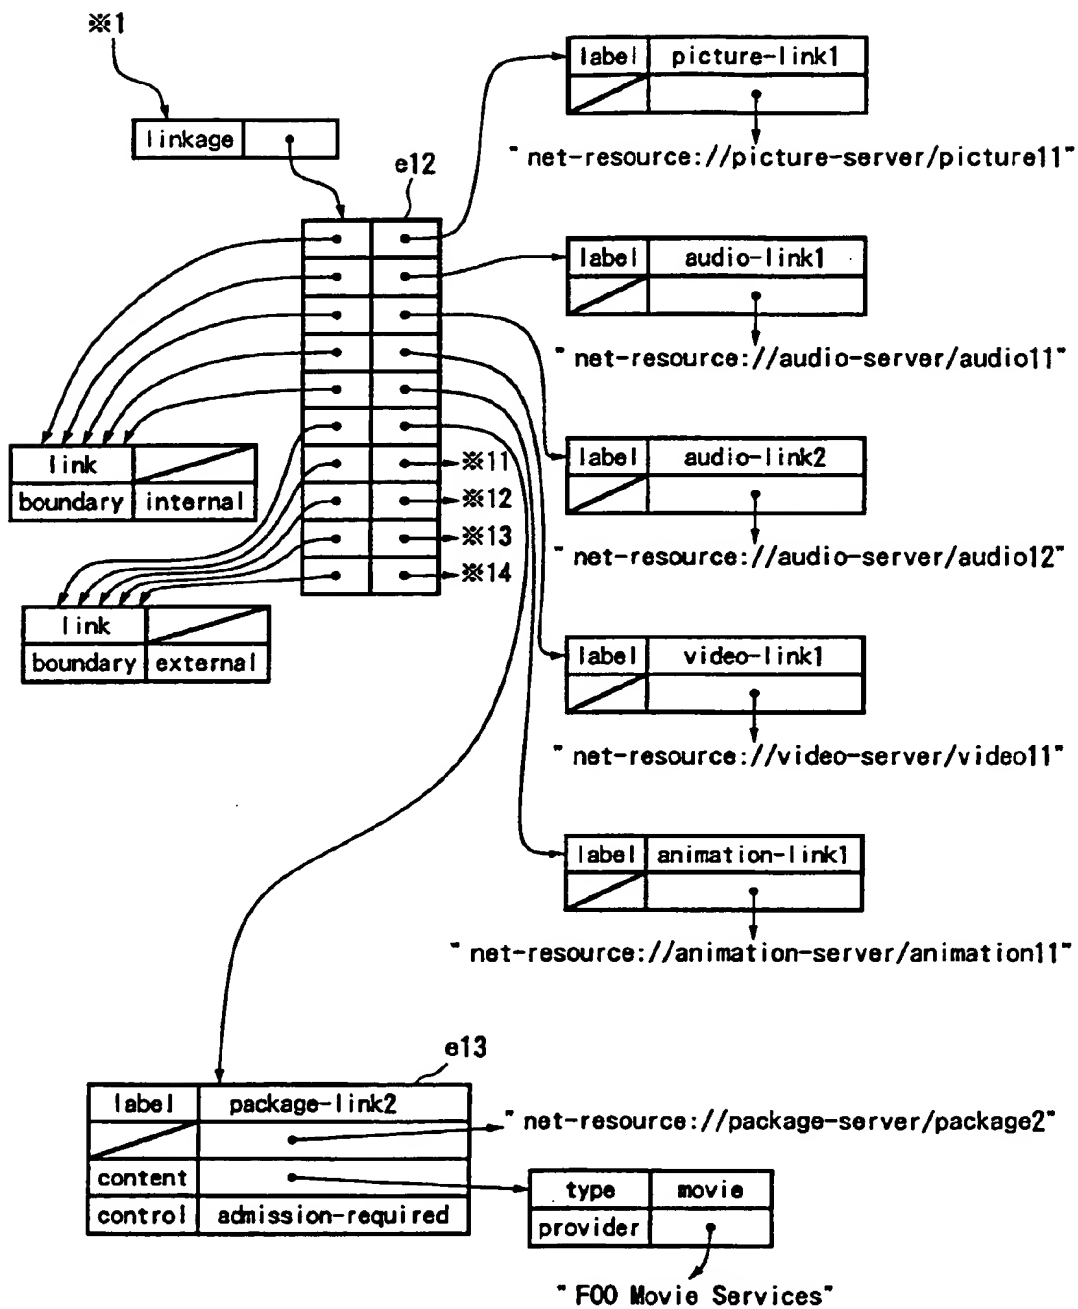 ※1
label picture-link1
linkage
" net-resource://picture-server/picture11"
e12
label audio-link1
" net-resource://audio-server/audio11"
label audio-link2
link
※11
boundary internal
※12
" net-resource://audio-server/audio12"
※13
※14
link
boundary external
label video-link1
" net-resource://video-server/video11"
label animation-link1
" net-resource://animation-server/animation11"
e13
label package-link2
" net-resource://package-server/package2"
content
type movie
control admission-required
provider
" FOO Movie Services"